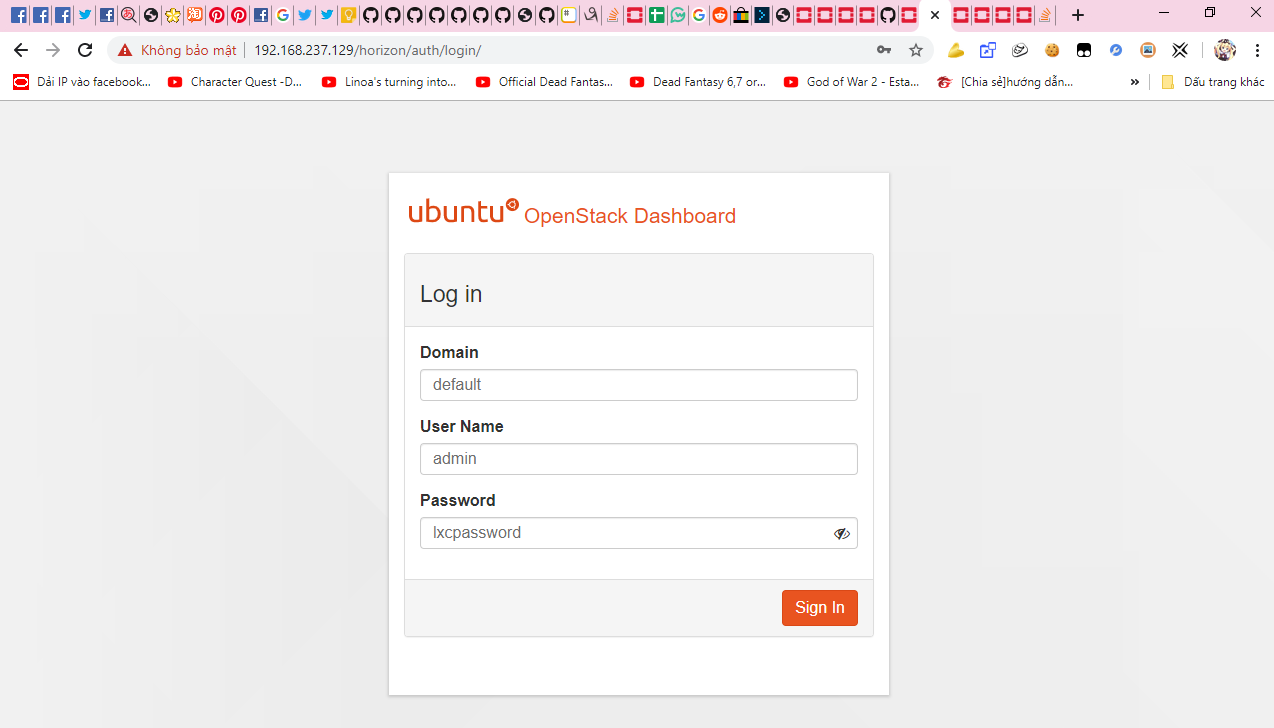 Không bảo mật 192.168.237.129/horizon/auth/login/
Dải IP vào facebook... Character Quest -D... Linoa's turning into... Official Dead Fantas... Dead Fantasy 6,7 or... God of War 2 - Esta... [Chia sẻ]hướng dẫn... » Dấu trang khác
ubuntu OpenStack Dashboard
Log in
Domain
default
User Name
admin
Password
lxcpassword
Sign In